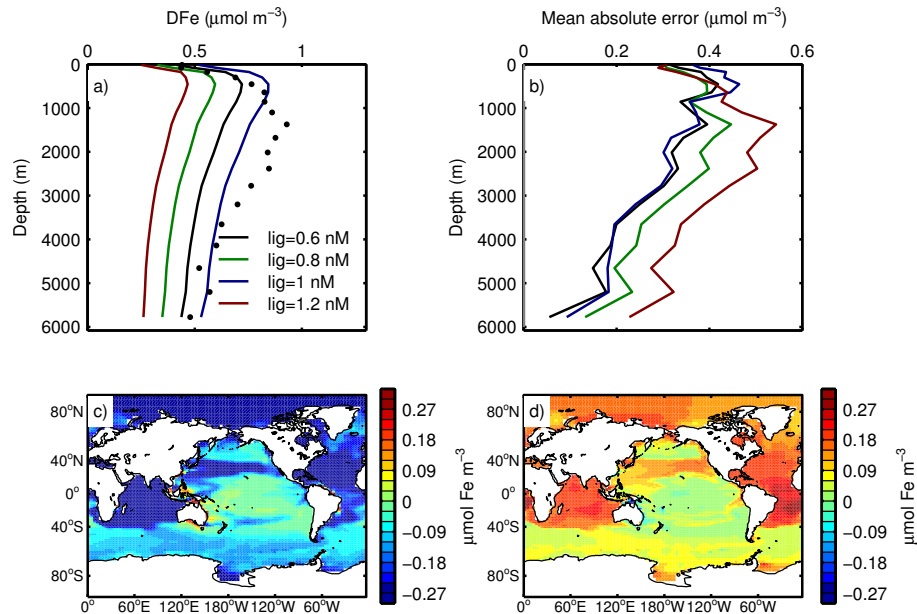 DFe (μmol m⁻³)
0 0.5 1
a)
0
1000
2000
3000
4000
5000
6000
Depth (m)
lig=0.6 nM
lig=0.8 nM
lig=1 nM
lig=1.2 nM
Mean absolute error (μmol m⁻³)
0 0.2 0.4 0.6
b)
0
1000
2000
3000
4000
5000
6000
Depth (m)
c)
80°N
40°N
0°
40°S
80°S
0° 60°E 120°E 180°W 120°W 60°W
0.27
0.18
0.09
0
−0.09
−0.18
−0.27
μmol Fe m⁻³
d)
80°N
40°N
0°
40°S
80°S
0° 60°E 120°E 180°W 120°W 60°W
0.27
0.18
0.09
0
−0.09
−0.18
−0.27
μmol Fe m⁻³